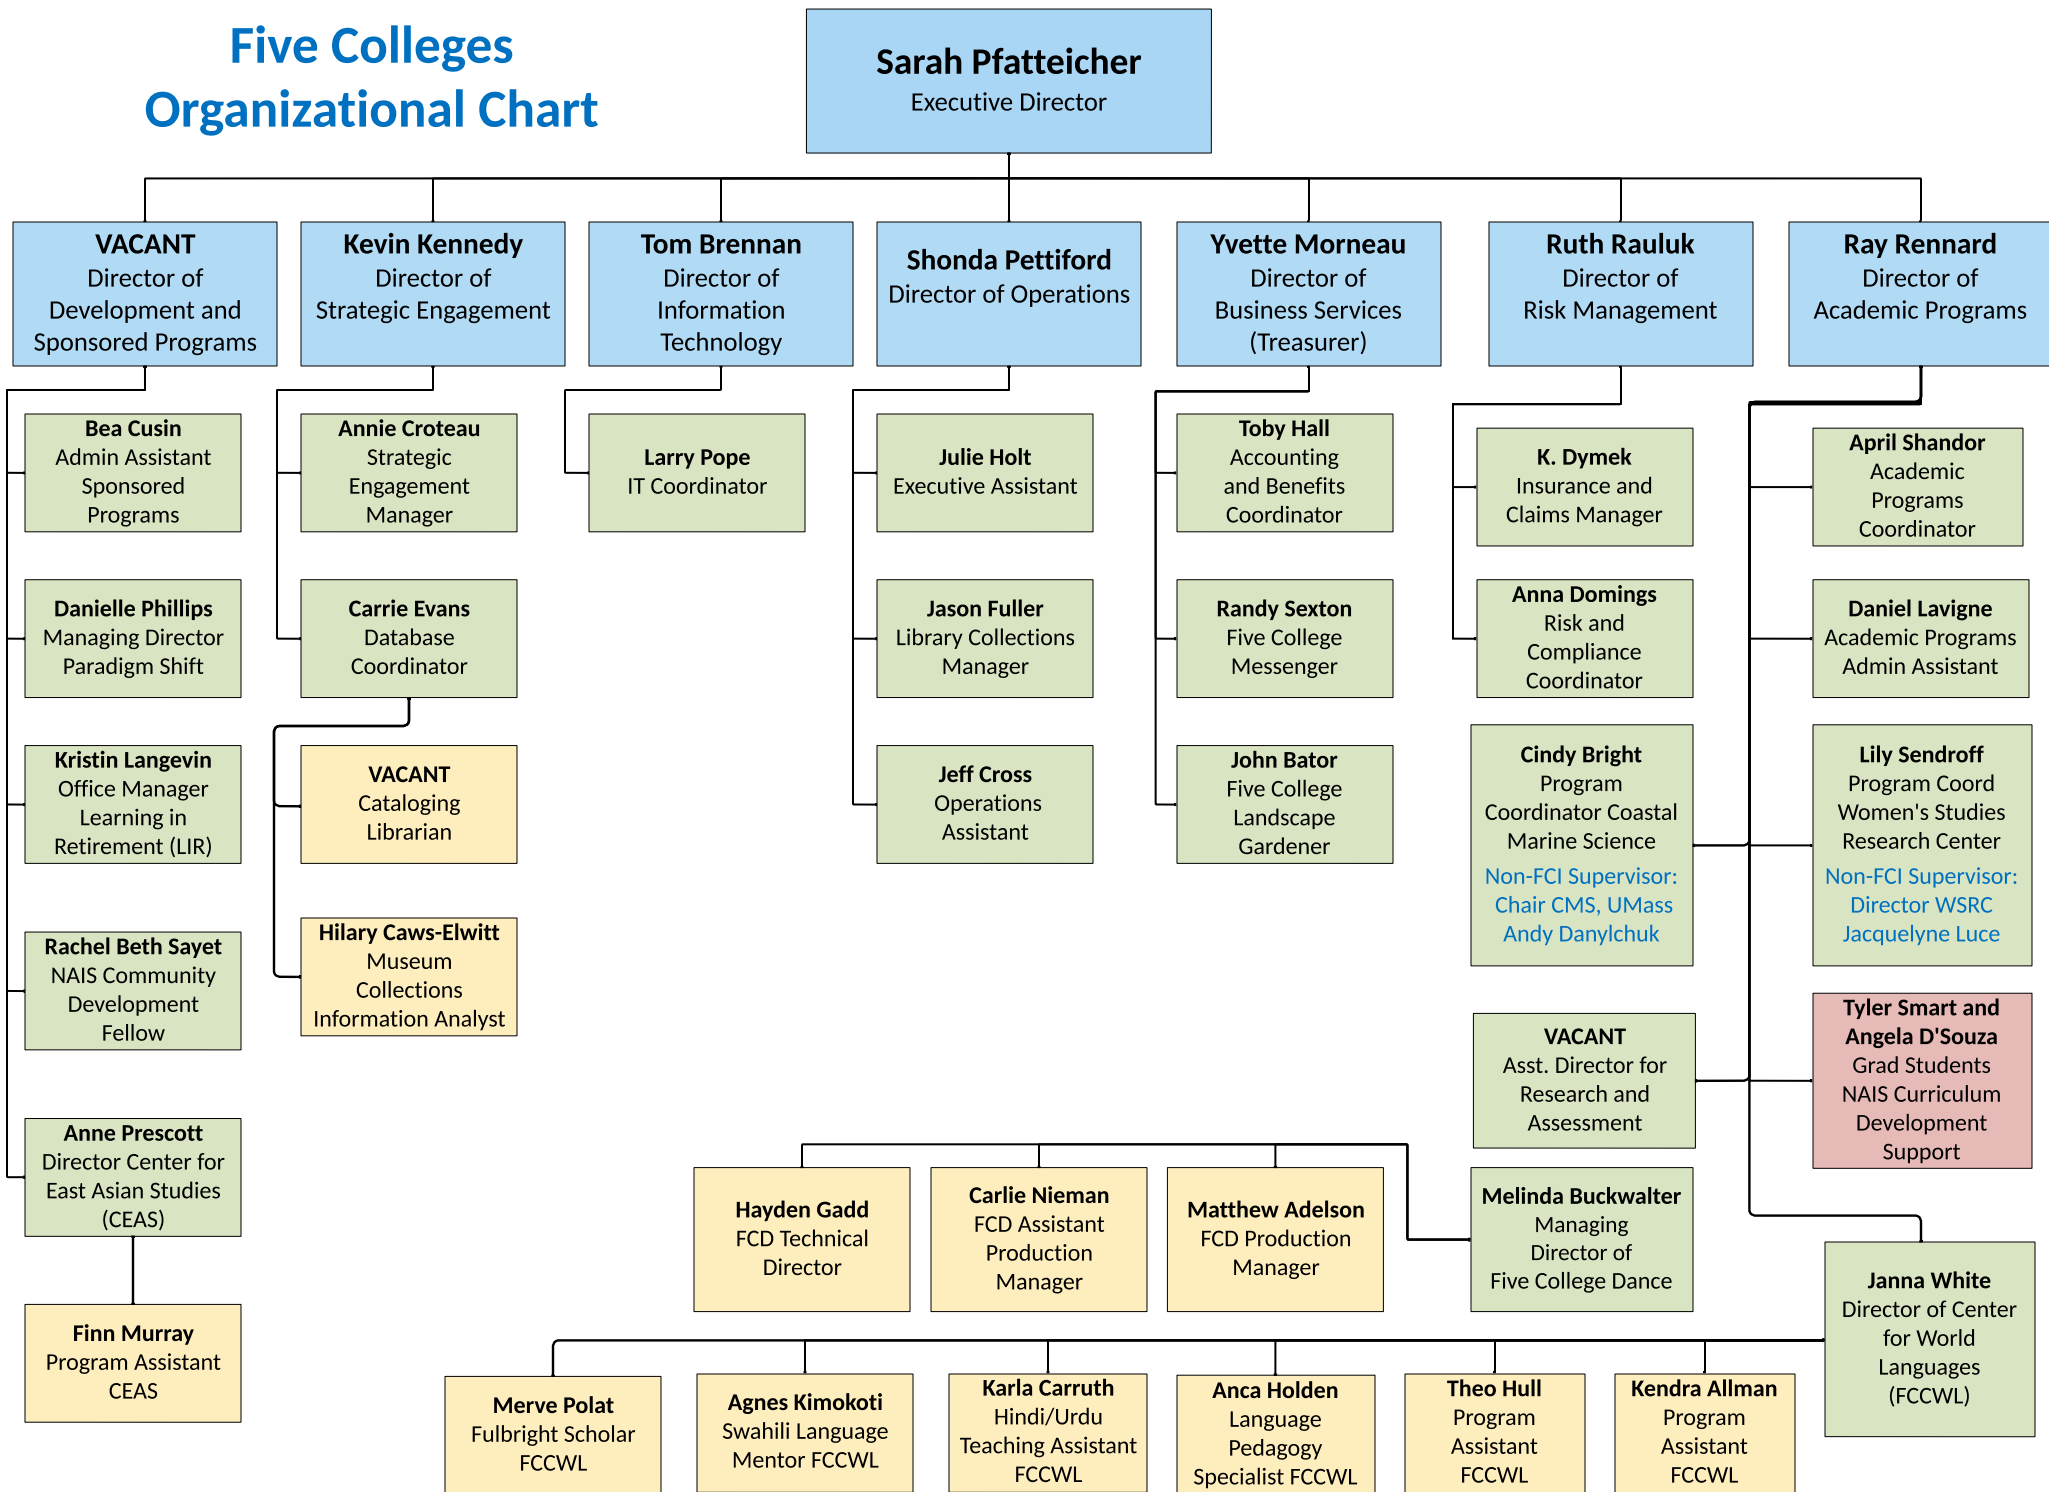 Five Colleges
Organizational Chart
Sarah Pfatteicher
Executive Director
VACANT
Director of
Development and
Sponsored Programs
Kevin Kennedy
Director of
Strategic Engagement
Tom Brennan
Director of
Information
Technology
Shonda Pettiford
Director of Operations
Yvette Morneau
Director of
Business Services
(Treasurer)
Ruth Rauluk
Director of
Risk Management
Ray Rennard
Director of
Academic Programs
Bea Cusin
Admin Assistant
Sponsored
Programs
Annie Croteau
Strategic
Engagement
Manager
Larry Pope
IT Coordinator
Julie Holt
Executive Assistant
Toby Hall
Accounting
and Benefits
Coordinator
K. Dymek
Insurance and
Claims Manager
April Shandor
Academic
Programs
Coordinator
Danielle Phillips
Managing Director
Paradigm Shift
Carrie Evans
Database
Coordinator
Jason Fuller
Library Collections
Manager
Randy Sexton
Five College
Messenger
Anna Domings
Risk and
Compliance
Coordinator
Daniel Lavigne
Academic Programs
Admin Assistant
Kristin Langevin
Office Manager
Learning in
Retirement (LIR)
VACANT
Cataloging
Librarian
Jeff Cross
Operations
Assistant
John Bator
Five College
Landscape
Gardener
Cindy Bright
Program
Coordinator Coastal
Marine Science
Non-FCI Supervisor:
Chair CMS, UMass
Andy Danylchuk
Lily Sendroff
Program Coord
Women's Studies
Research Center
Non-FCI Supervisor:
Director WSRC
Jacquelyne Luce
Rachel Beth Sayet
NAIS Community
Development
Fellow
Hilary Caws-Elwitt
Museum
Collections
Information Analyst
VACANT
Asst. Director for
Research and
Assessment
Tyler Smart and
Angela D'Souza
Grad Students
NAIS Curriculum
Development
Support
Anne Prescott
Director Center for
East Asian Studies
(CEAS)
Hayden Gadd
FCD Technical
Director
Carlie Nieman
FCD Assistant
Production
Manager
Matthew Adelson
FCD Production
Manager
Melinda Buckwalter
Managing
Director of
Five College Dance
Janna White
Director of Center
for World
Languages
(FCCWL)
Finn Murray
Program Assistant
CEAS
Merve Polat
Fulbright Scholar
FCCWL
Agnes Kimokoti
Swahili Language
Mentor FCCWL
Karla Carruth
Hindi/Urdu
Teaching Assistant
FCCWL
Anca Holden
Language
Pedagogy
Specialist FCCWL
Theo Hull
Program
Assistant
FCCWL
Kendra Allman
Program
Assistant
FCCWL